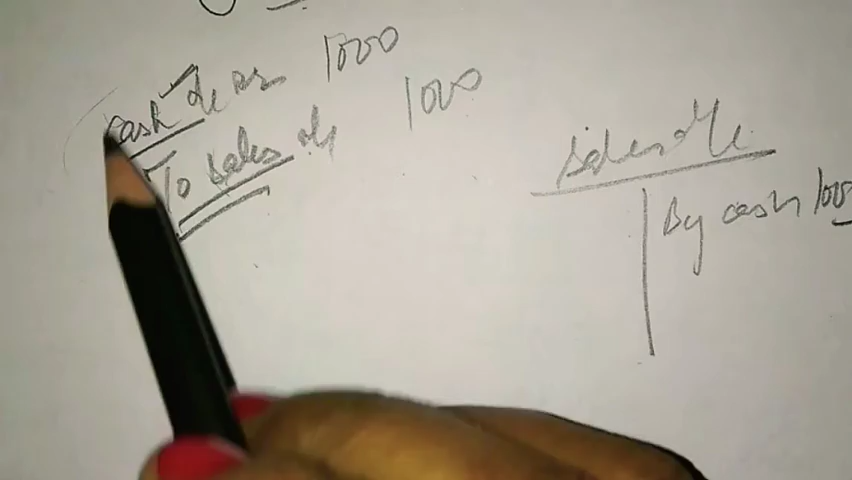 cash a/c Dr 1000
To sales a/c 1000
Sales a/c
By cash 1000